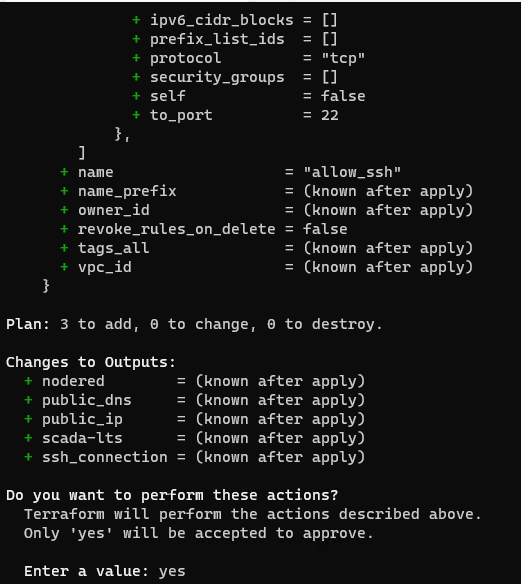 + ipv6_cidr_blocks = []
+ prefix_list_ids  = []
+ protocol         = "tcp"
+ security_groups  = []
+ self             = false
+ to_port          = 22
},
]
+ name                   = "allow_ssh"
+ name_prefix            = (known after apply)
+ owner_id               = (known after apply)
+ revoke_rules_on_delete = false
+ tags_all               = (known after apply)
+ vpc_id                 = (known after apply)
}
Plan: 3 to add, 0 to change, 0 to destroy.
Changes to Outputs:
+ nodered        = (known after apply)
+ public_dns     = (known after apply)
+ public_ip      = (known after apply)
+ scada-lts      = (known after apply)
+ ssh_connection = (known after apply)
Do you want to perform these actions?
Terraform will perform the actions described above.
Only 'yes' will be accepted to approve.
Enter a value: yes